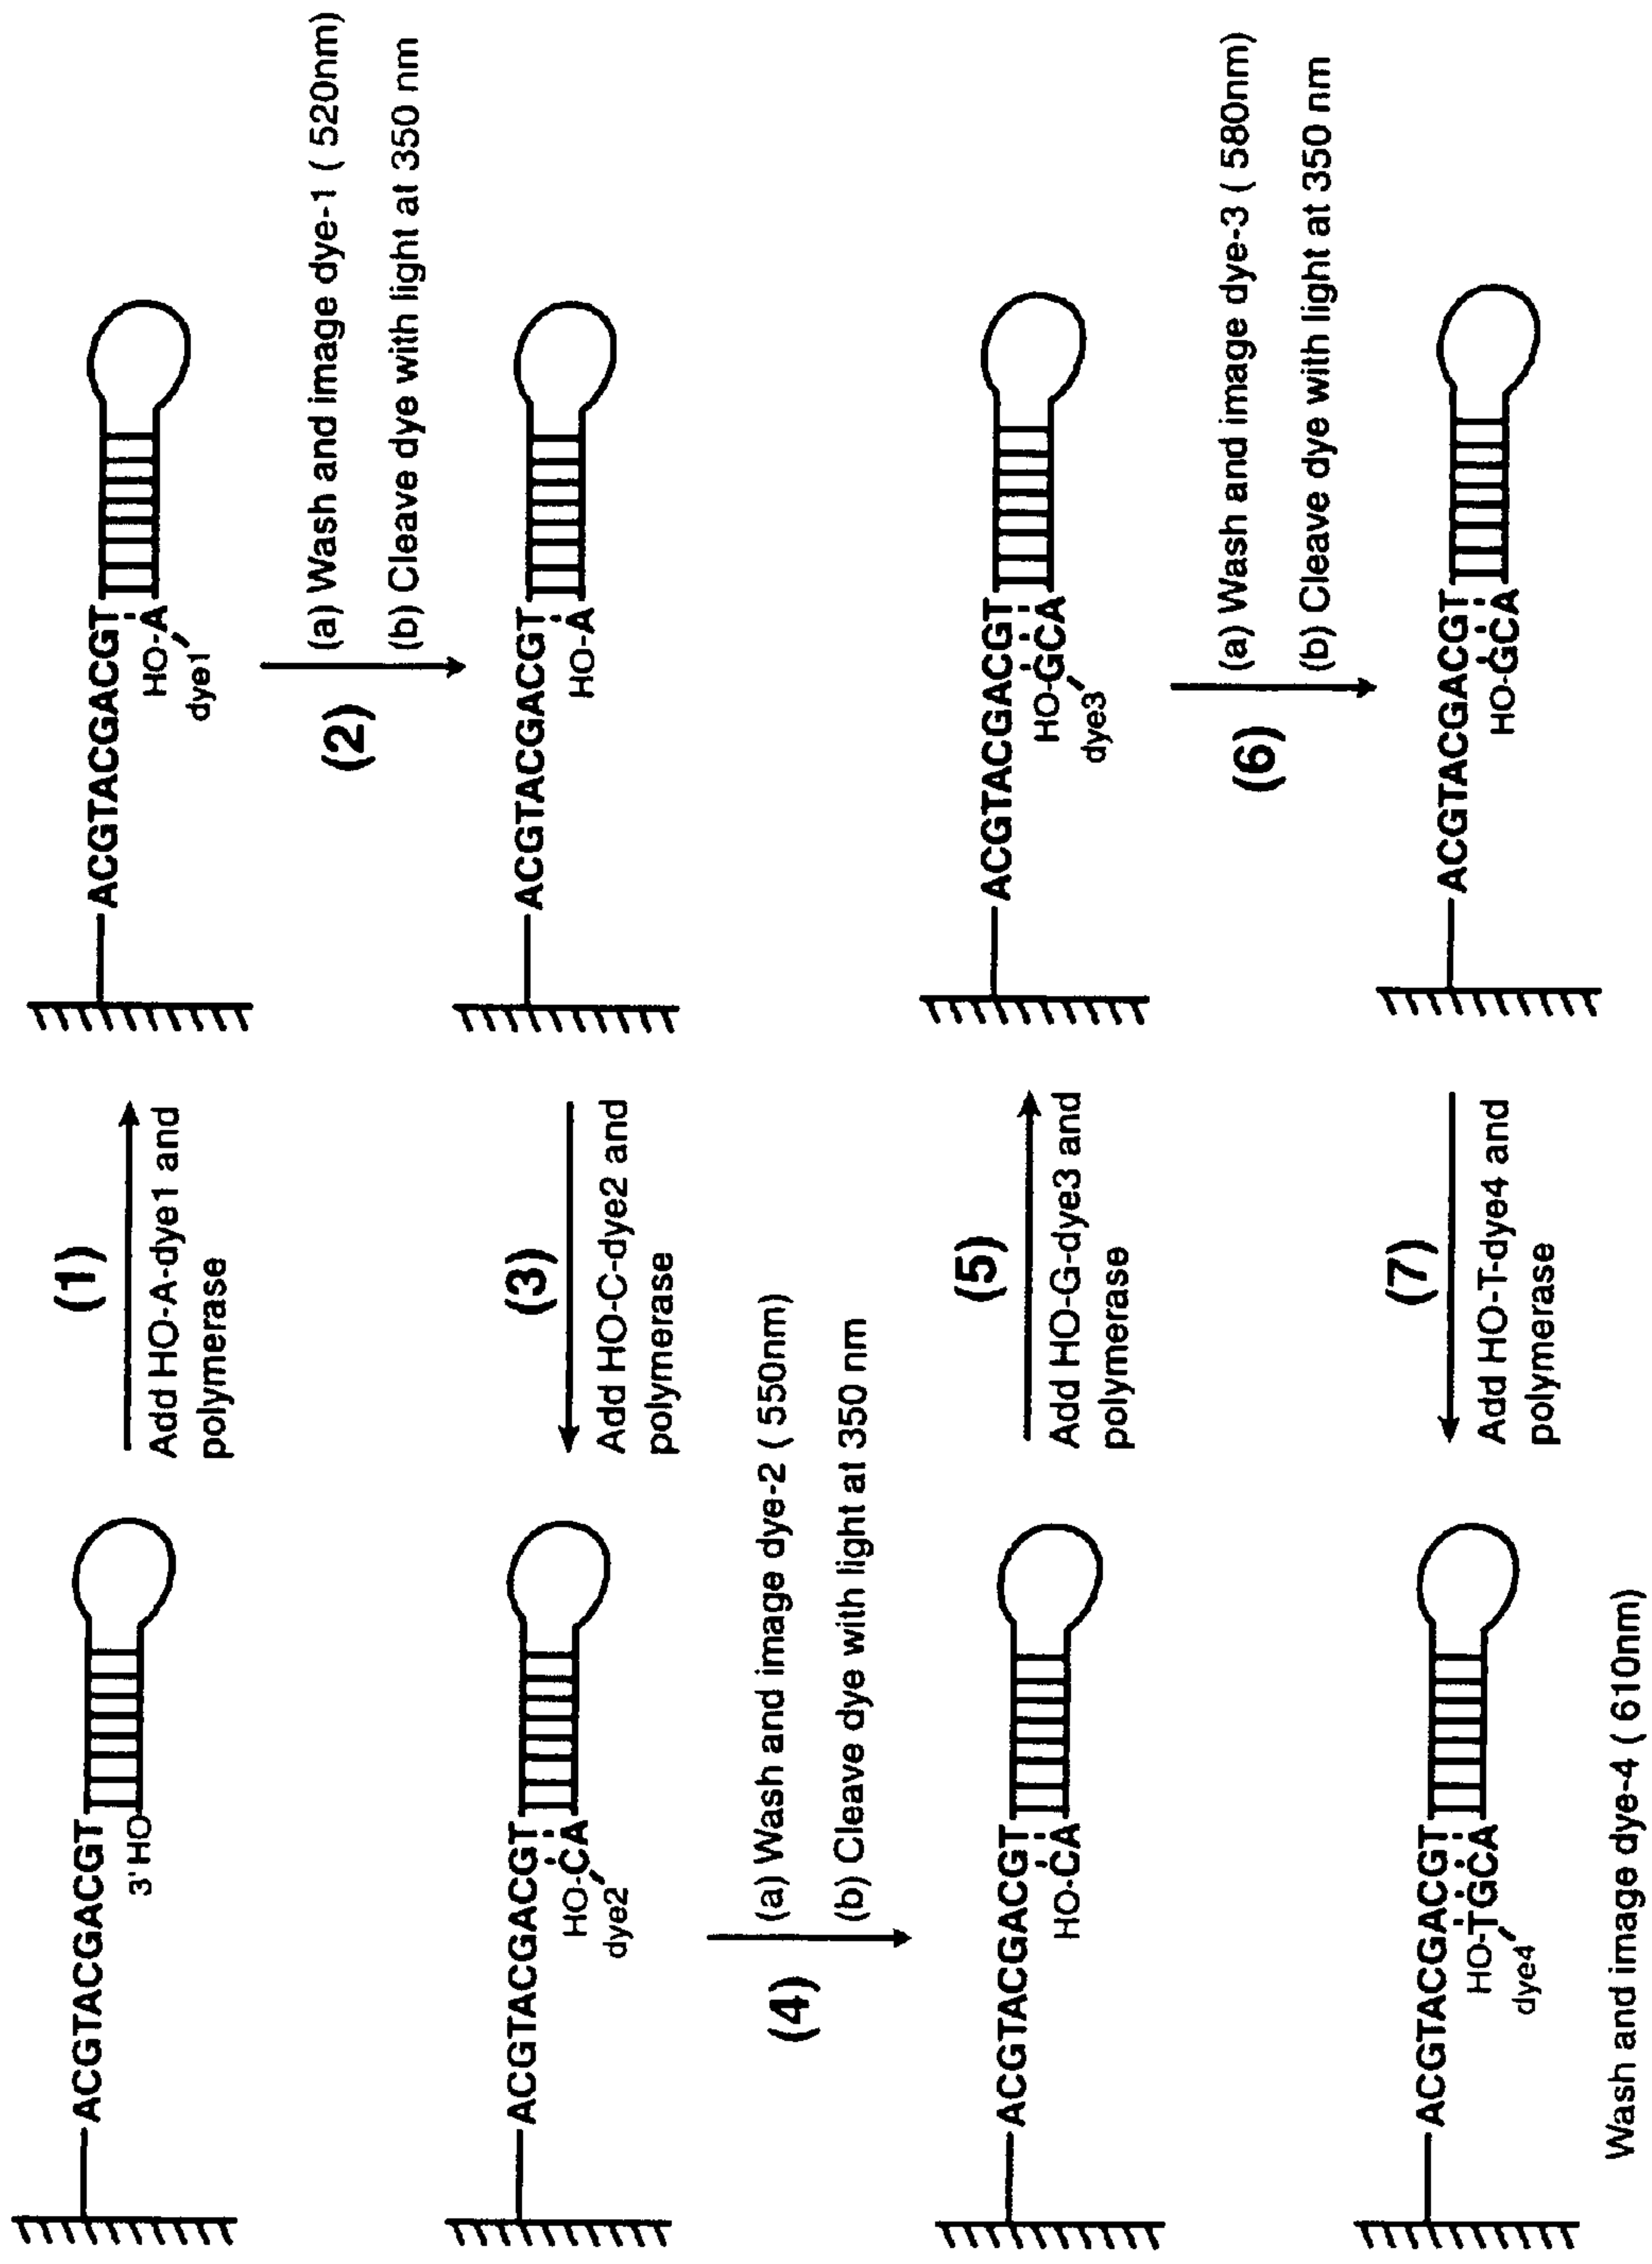 ACGTACGACGT
3'HO
(1)
Add HO-A-dye1 and
polymerase
ACGTACGACGT
HO-A
dye1
(2)
(a) Wash and image dye-1 ( 520nm)
(b) Cleave dye with light at 350 nm
ACGTACGACGT
HO-A
(3)
Add HO-C-dye2 and
polymerase
ACGTACGACGT
HO-CA
dye2
(4)
(a) Wash and image dye-2 ( 550nm)
(b) Cleave dye with light at 350 nm
ACGTACGACGT
HO-CA
(5)
Add HO-G-dye3 and
polymerase
ACGTACGACGT
HO-GCA
dye3
(6)
(a) Wash and image dye-3 ( 580nm)
(b) Cleave dye with light at 350 nm
ACGTACGACGT
HO-GCA
(7)
Add HO-T-dye4 and
polymerase
ACGTACGACGT
HO-TGCA
dye4
Wash and image dye-4 ( 610nm)